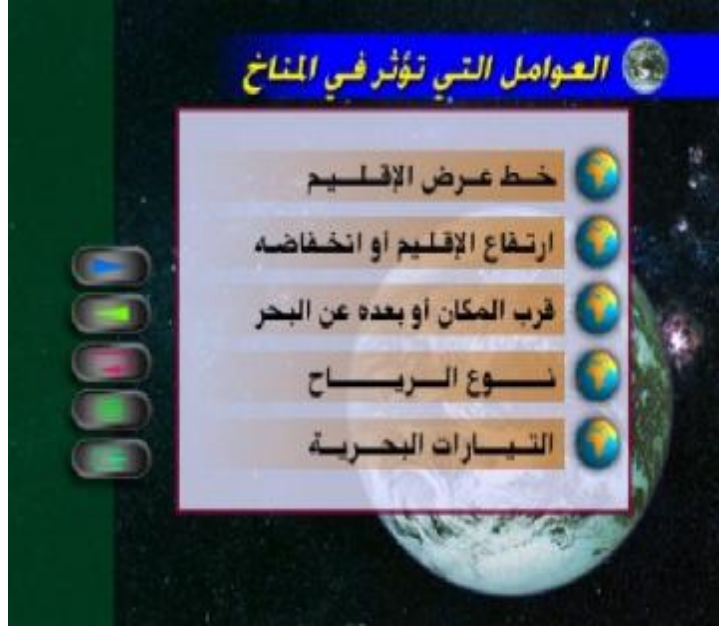 العوامل التي تؤثر في المناخ
خط عرض الإقليم
ارتفاع الإقليم أو انخفاضه
قرب المكان أو بعده عن البحر
نوع الرياح
التيارات البحرية